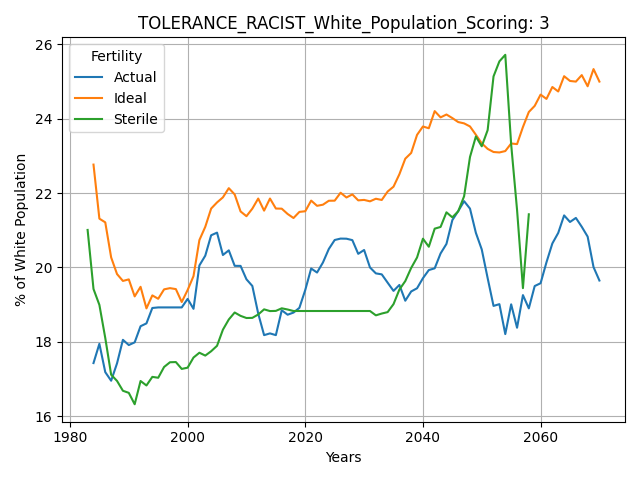 TOLERANCE_RACIST_White_Population_Scoring: 3
Fertility
Actual
Ideal
Sterile
% of White Population
26
24
22
20
18
16
1980
2000
2020
2040
2060
Years